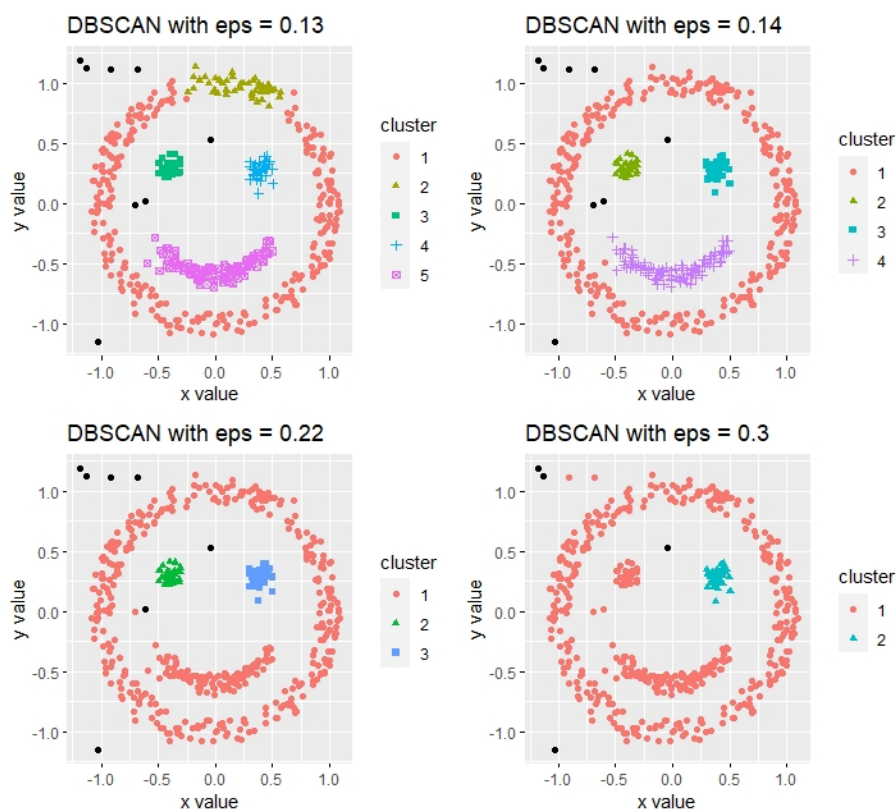 DBSCAN with eps = 0.13
1.0
0.5
0.0
-0.5
-1.0
y value
-1.0 -0.5 0.0 0.5 1.0
x value
cluster
1
2
3
4
5
DBSCAN with eps = 0.14
1.0
0.5
0.0
-0.5
-1.0
y value
-1.0 -0.5 0.0 0.5 1.0
x value
cluster
1
2
3
4
DBSCAN with eps = 0.22
1.0
0.5
0.0
-0.5
-1.0
y value
-1.0 -0.5 0.0 0.5 1.0
x value
cluster
1
2
3
DBSCAN with eps = 0.3
1.0
0.5
0.0
-0.5
-1.0
y value
-1.0 -0.5 0.0 0.5 1.0
x value
cluster
1
2